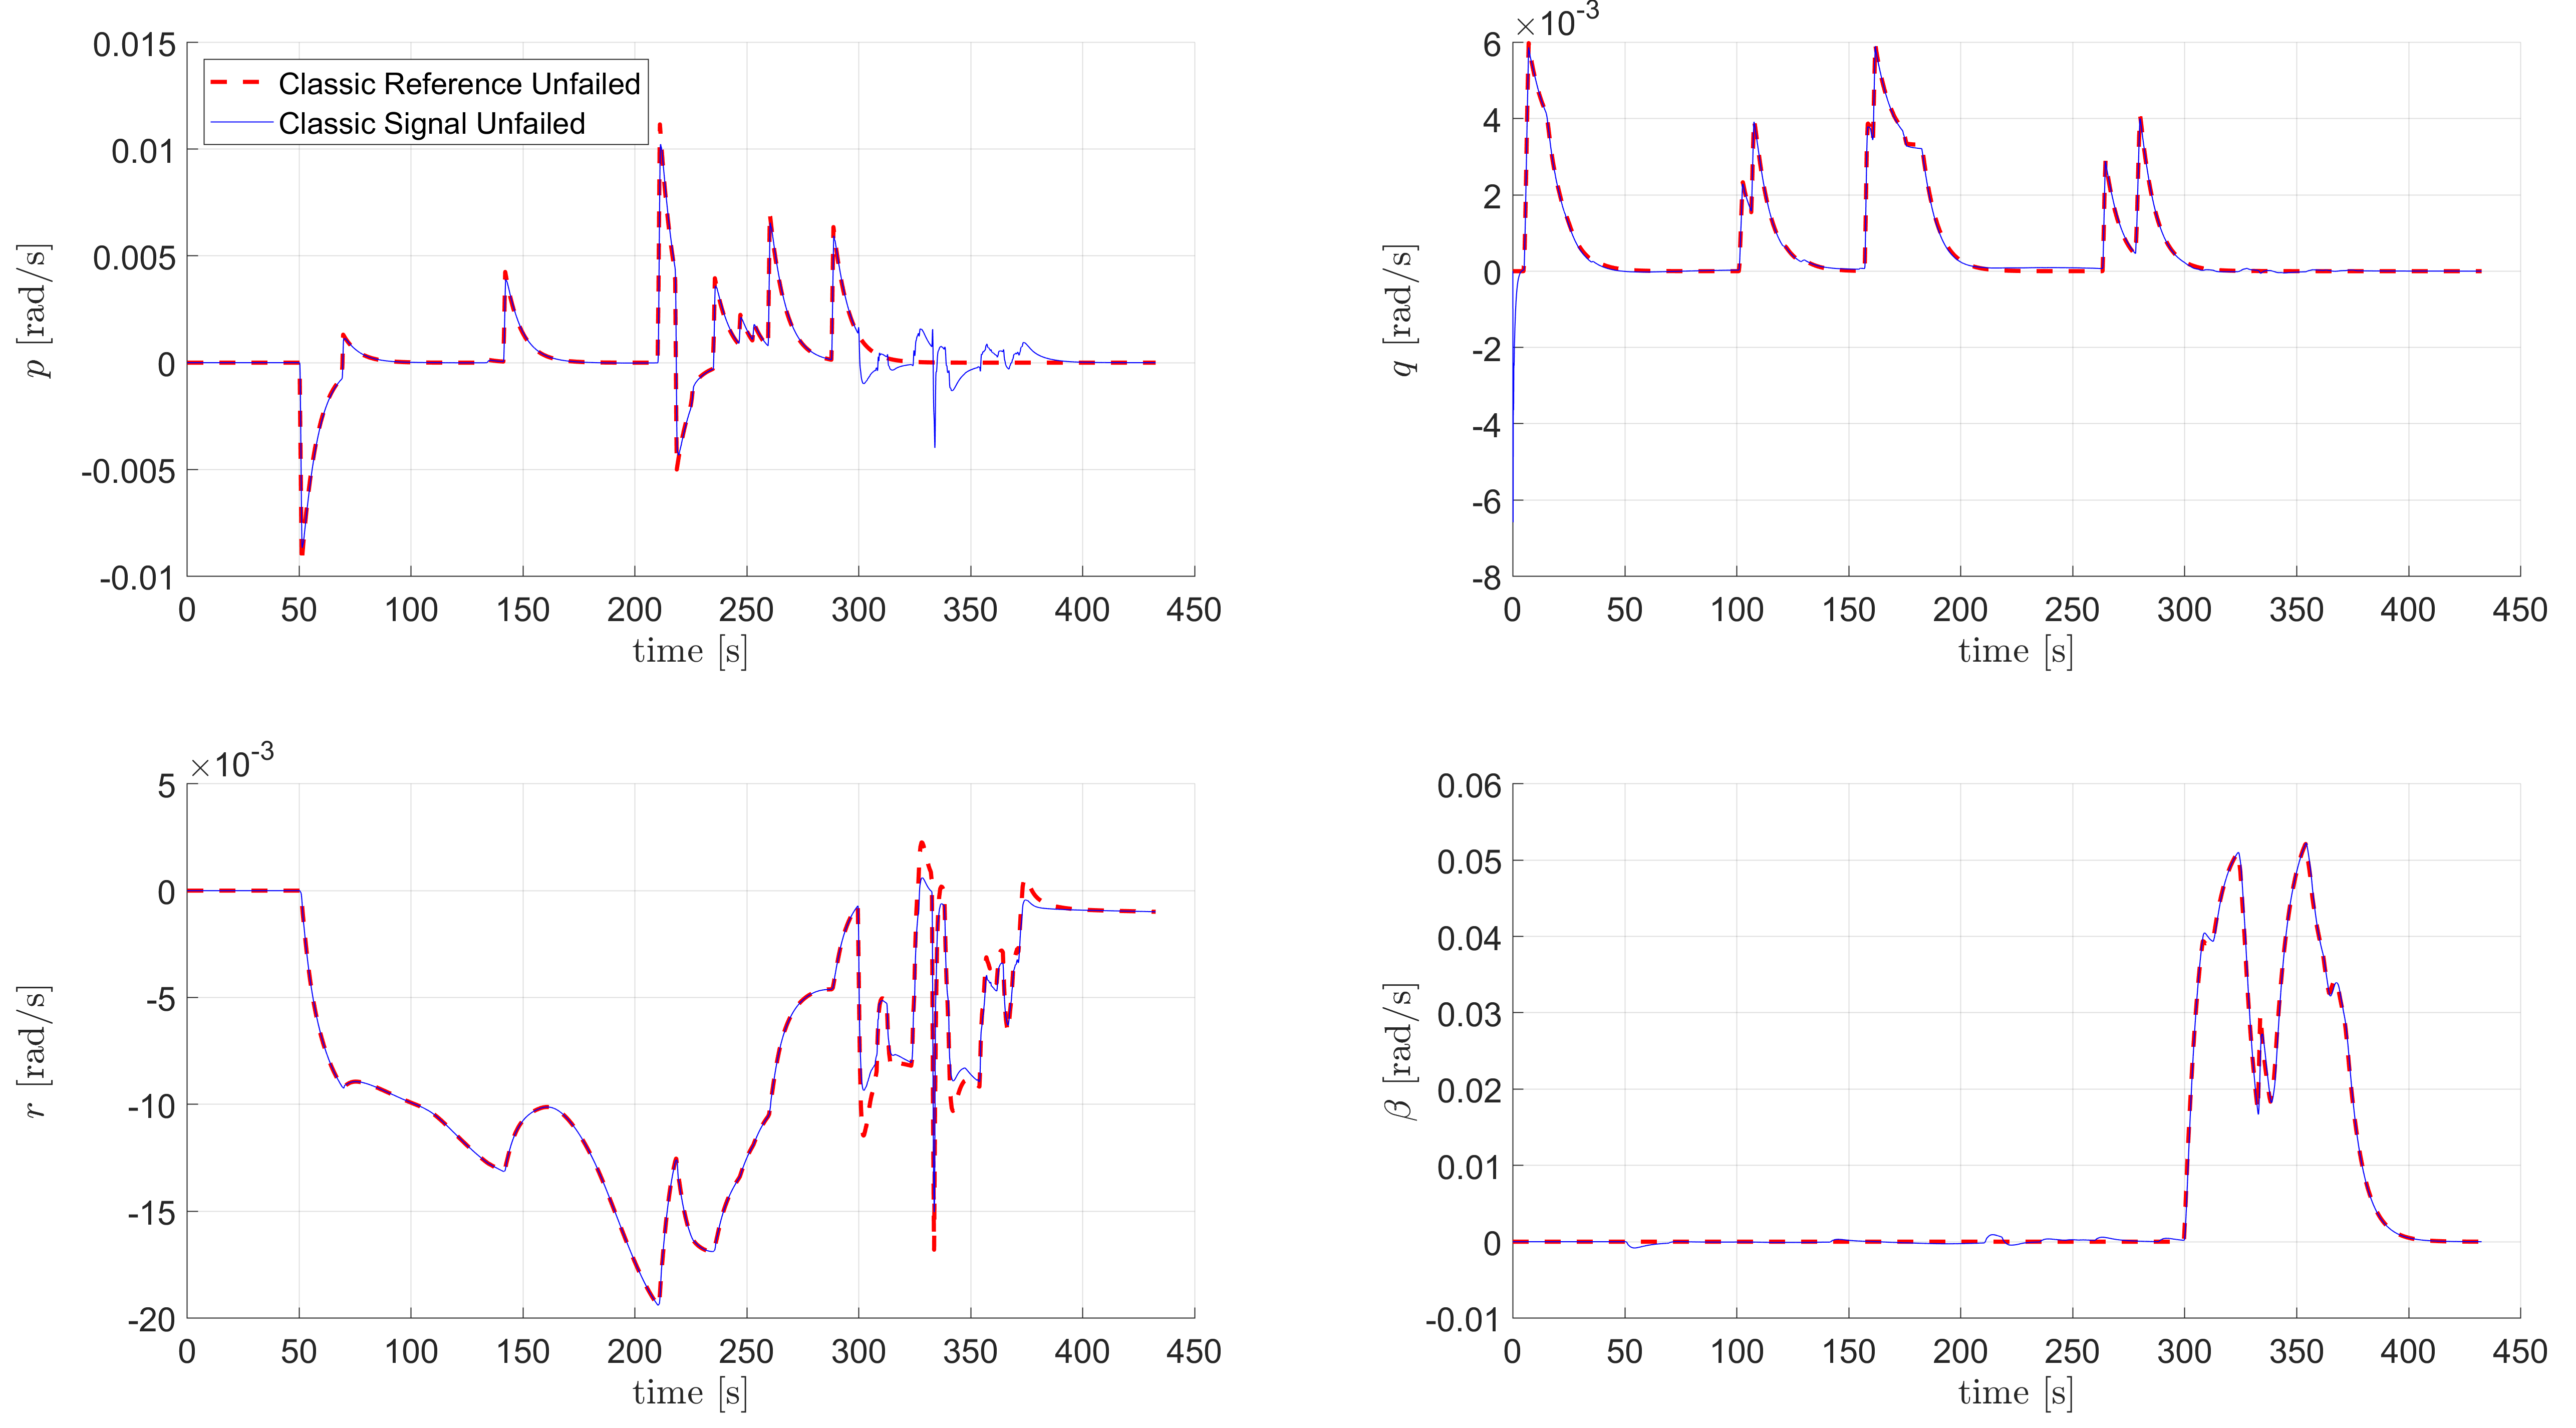 0.015
0.01
0.005
0
-0.005
-0.01
p [rad/s]
Classic Reference Unfailed
Classic Signal Unfailed
0 50 100 150 200 250 300 350 400 450
time [s]
×10-3
6
4
2
0
-2
-4
-6
-8
q [rad/s]
0 50 100 150 200 250 300 350 400 450
time [s]
×10-3
5
0
-5
-10
-15
-20
r [rad/s]
0 50 100 150 200 250 300 350 400 450
time [s]
0.06
0.05
0.04
0.03
0.02
0.01
0
-0.01
β [rad/s]
0 50 100 150 200 250 300 350 400 450
time [s]